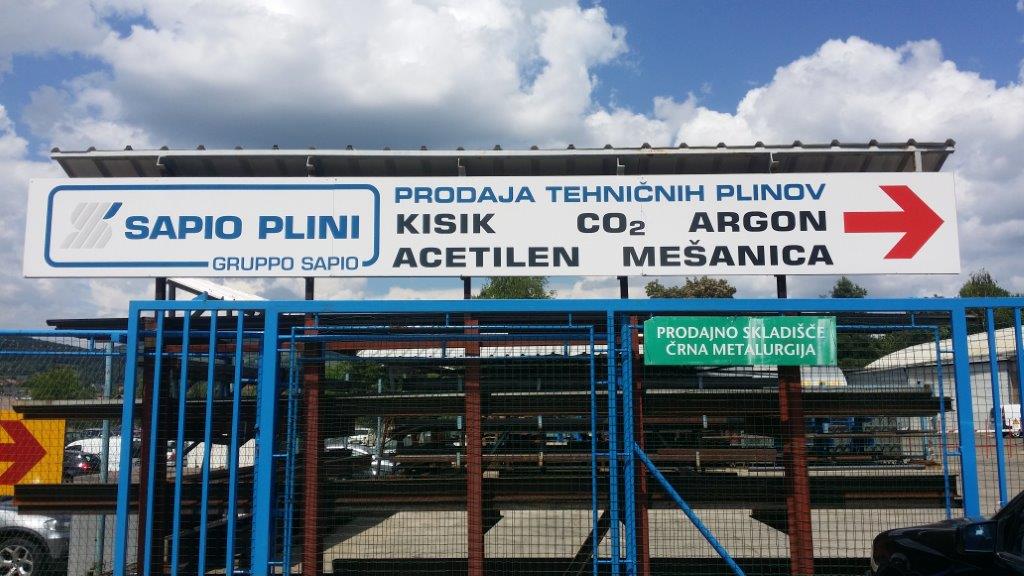 SAPIO PLINI
GRUPPO SAPIO
PRODAJA TEHNIČNIH PLINOV
KISIK CO₂ ARGON
ACETILEN MEŠANICA
PRODAJNO SKLADIŠČE
ČRNA METALURGIJA